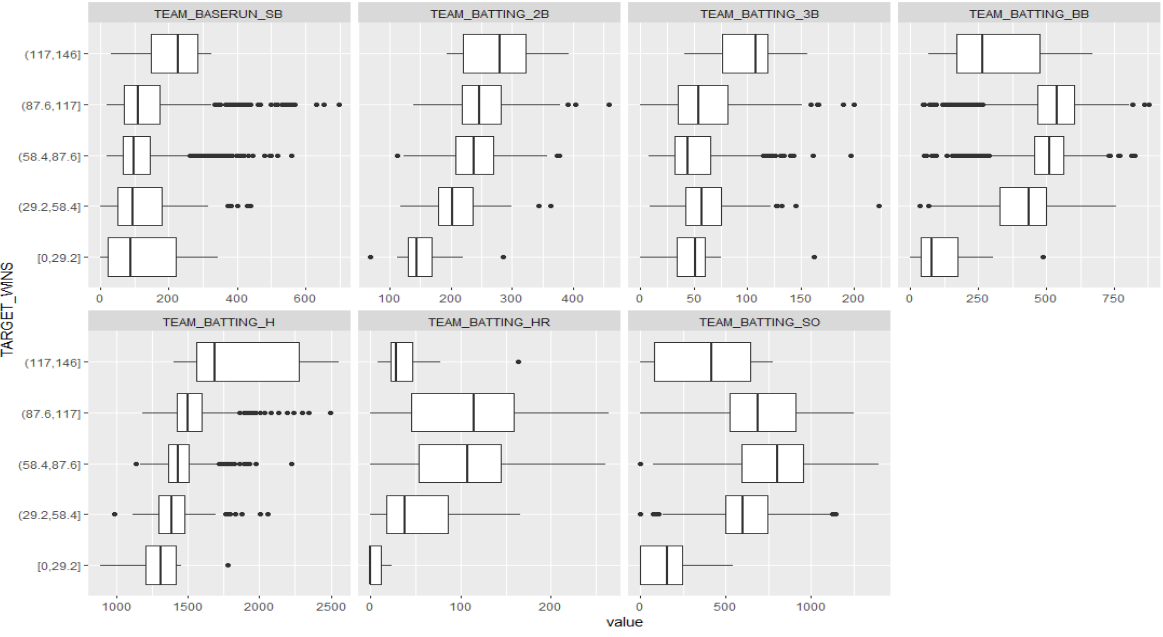 TEAM_BASERUN_SB TEAM_BATTING_2B TEAM_BATTING_3B TEAM_BATTING_BB
(117,146]
(87.6,117]
(58.4,87.6]
(29.2,58.4]
[0,29.2]
0 200 400 600 100 200 300 400 0 50 100 150 200 0 250 500 750
TARGET_WINS
TEAM_BATTING_H TEAM_BATTING_HR TEAM_BATTING_SO
(117,146]
(87.6,117]
(58.4,87.6]
(29.2,58.4]
[0,29.2]
1000 1500 2000 2500 0 100 200 0 500 1000
value